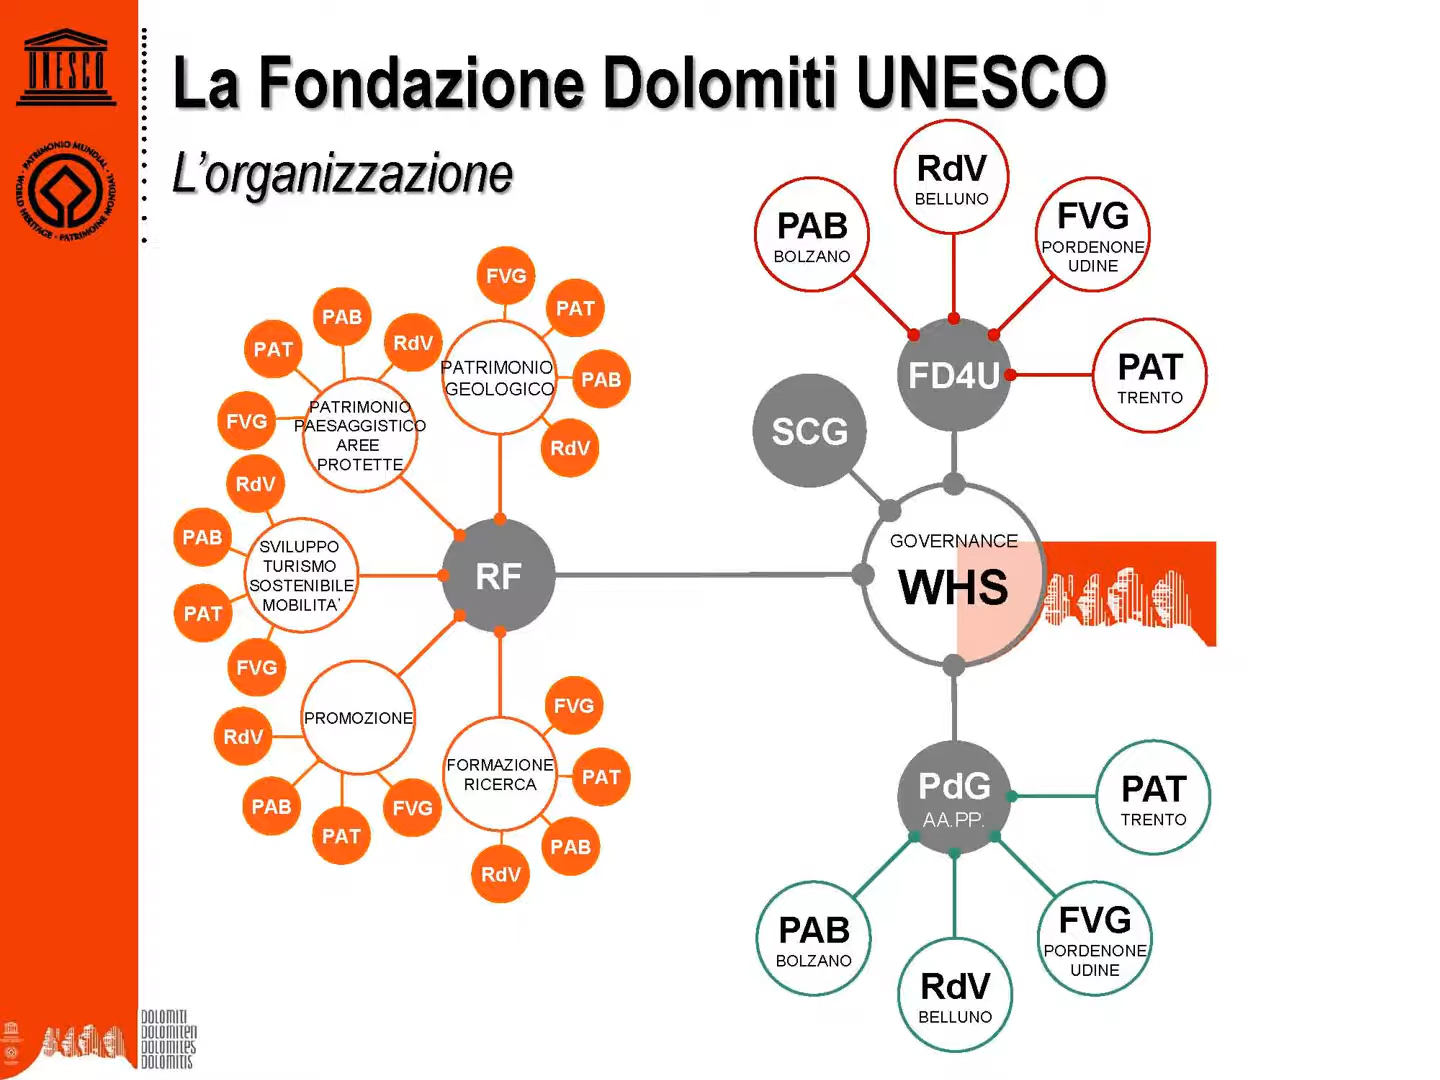 UNESCO
PATRIMONIO MUNDIAL · WORLD HERITAGE · PATRIMOINE MONDIAL
La Fondazione Dolomiti UNESCO
L’organizzazione
RdV
BELLUNO
PAB
BOLZANO
FVG
PORDENONE
UDINE
PAT
TRENTO
FD4U
SCG
GOVERNANCE
WHS
FVG
PAT
PAB
RdV
PATRIMONIO
GEOLOGICO
PAB
RdV
PAT
FVG
PATRIMONIO
PAESAGGISTICO
AREE
PROTETTE
RdV
PAB
PAT
FVG
SVILUPPO
TURISMO
SOSTENIBILE
MOBILITA’
RF
PROMOZIONE
RdV
PAB
PAT
FVG
FORMAZIONE
RICERCA
FVG
PAT
PAB
RdV
PdG
AA.PP.
PAT
TRENTO
PAB
BOLZANO
FVG
PORDENONE
UDINE
RdV
BELLUNO
DOLOMITI
DOLOMITEN
DOLOMITES
DOLOMITIS